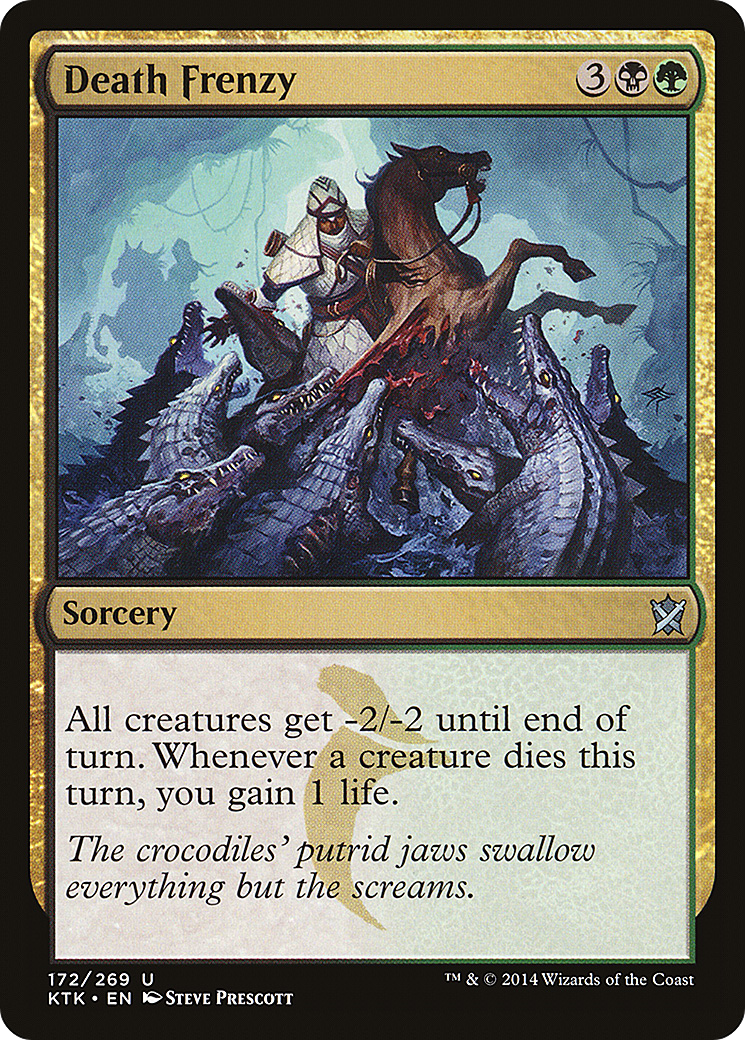 Death Frenzy 3
Sorcery
All creatures get -2/-2 until end of
turn. Whenever a creature dies this
turn, you gain 1 life.
The crocodiles' putrid jaws swallow
everything but the screams.
172/269 U
KTK • EN Steve Prescott
™ & © 2014 Wizards of the Coast